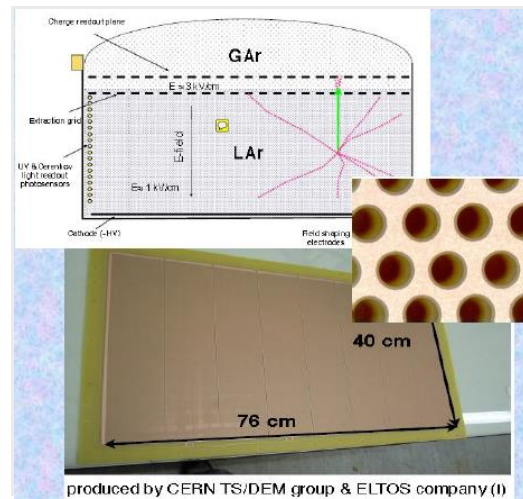 Charge readout plane
GAr
E ≈ 3 kV/cm
Extraction grid
E-field
LAr
UV & Cerenkov
light readout
photosensors
E≈ 1 kV/cm
Cathode (-HV)
Field shaping
electrodes
40 cm
76 cm
produced by CERN TS/DEM group & ELTOS company (I)